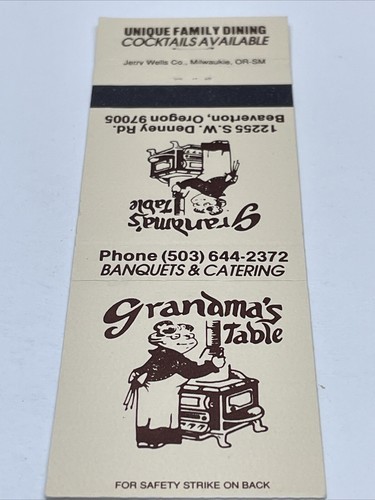 UNIQUE FAMILY DINING
COCKTAILS AVAILABLE
Jerry Wells Co., Milwaukie, OR-SM
12255 S.W. Denney Rd.
Beaverton, Oregon 97005
Grandma's
Table
Phone (503) 644-2372
BANQUETS & CATERING
Grandma's
Table
FOR SAFETY STRIKE ON BACK